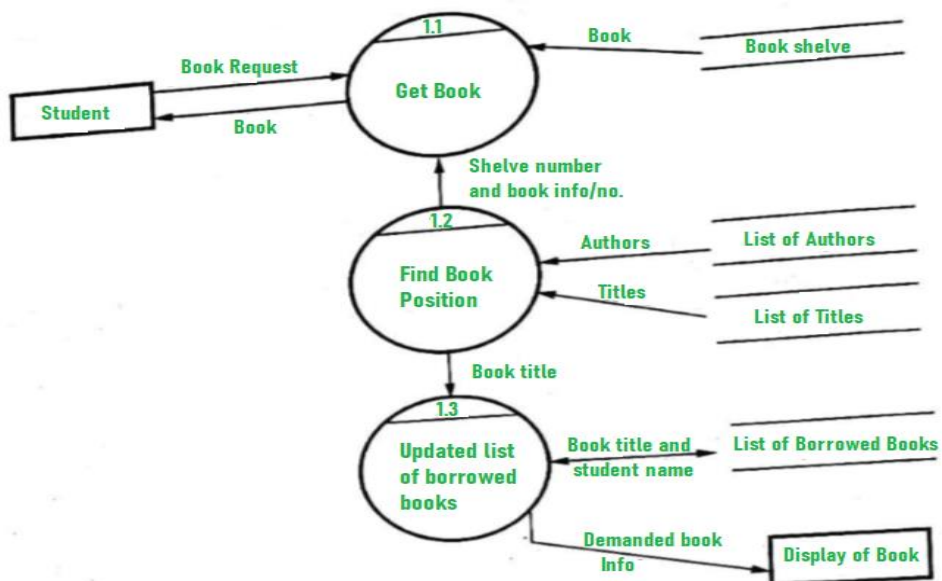 1.1
Get Book
Book
Book shelve
Book Request
Student
Book
Shelve number
and book info/no.
1.2
Find Book
Position
Authors
List of Authors
Titles
List of Titles
Book title
1.3
Updated list
of borrowed
books
Book title and
student name
List of Borrowed Books
Demanded book
Info
Display of Book